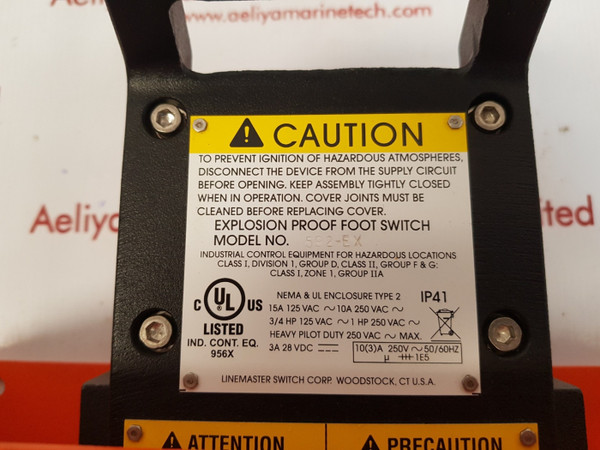 www.aeliyamarinetech.com
⚠ CAUTION
TO PREVENT IGNITION OF HAZARDOUS ATMOSPHERES,
DISCONNECT THE DEVICE FROM THE SUPPLY CIRCUIT
BEFORE OPENING. KEEP ASSEMBLY TIGHTLY CLOSED
WHEN IN OPERATION. COVER JOINTS MUST BE
CLEANED BEFORE REPLACING COVER.
EXPLOSION PROOF FOOT SWITCH
MODEL NO. -EX
INDUSTRIAL CONTROL EQUIPMENT FOR HAZARDOUS LOCATIONS
CLASS I, DIVISION 1, GROUP D, CLASS II, GROUP F & G:
CLASS I, ZONE 1, GROUP IIA
C UL US
LISTED
IND. CONT. EQ.
956X
NEMA & UL ENCLOSURE TYPE 2 IP41
15A 125 VAC ~ 10A 250 VAC ~
3/4 HP 125 VAC ~ 1 HP 250 VAC ~
HEAVY PILOT DUTY 250 VAC ~ MAX.
3A 28 VDC
10(3)A 250V ~ 50/60HZ
µ 1E5
LINEMASTER SWITCH CORP. WOODSTOCK, CT U.S.A.
⚠ ATTENTION
⚠ PRECAUTION